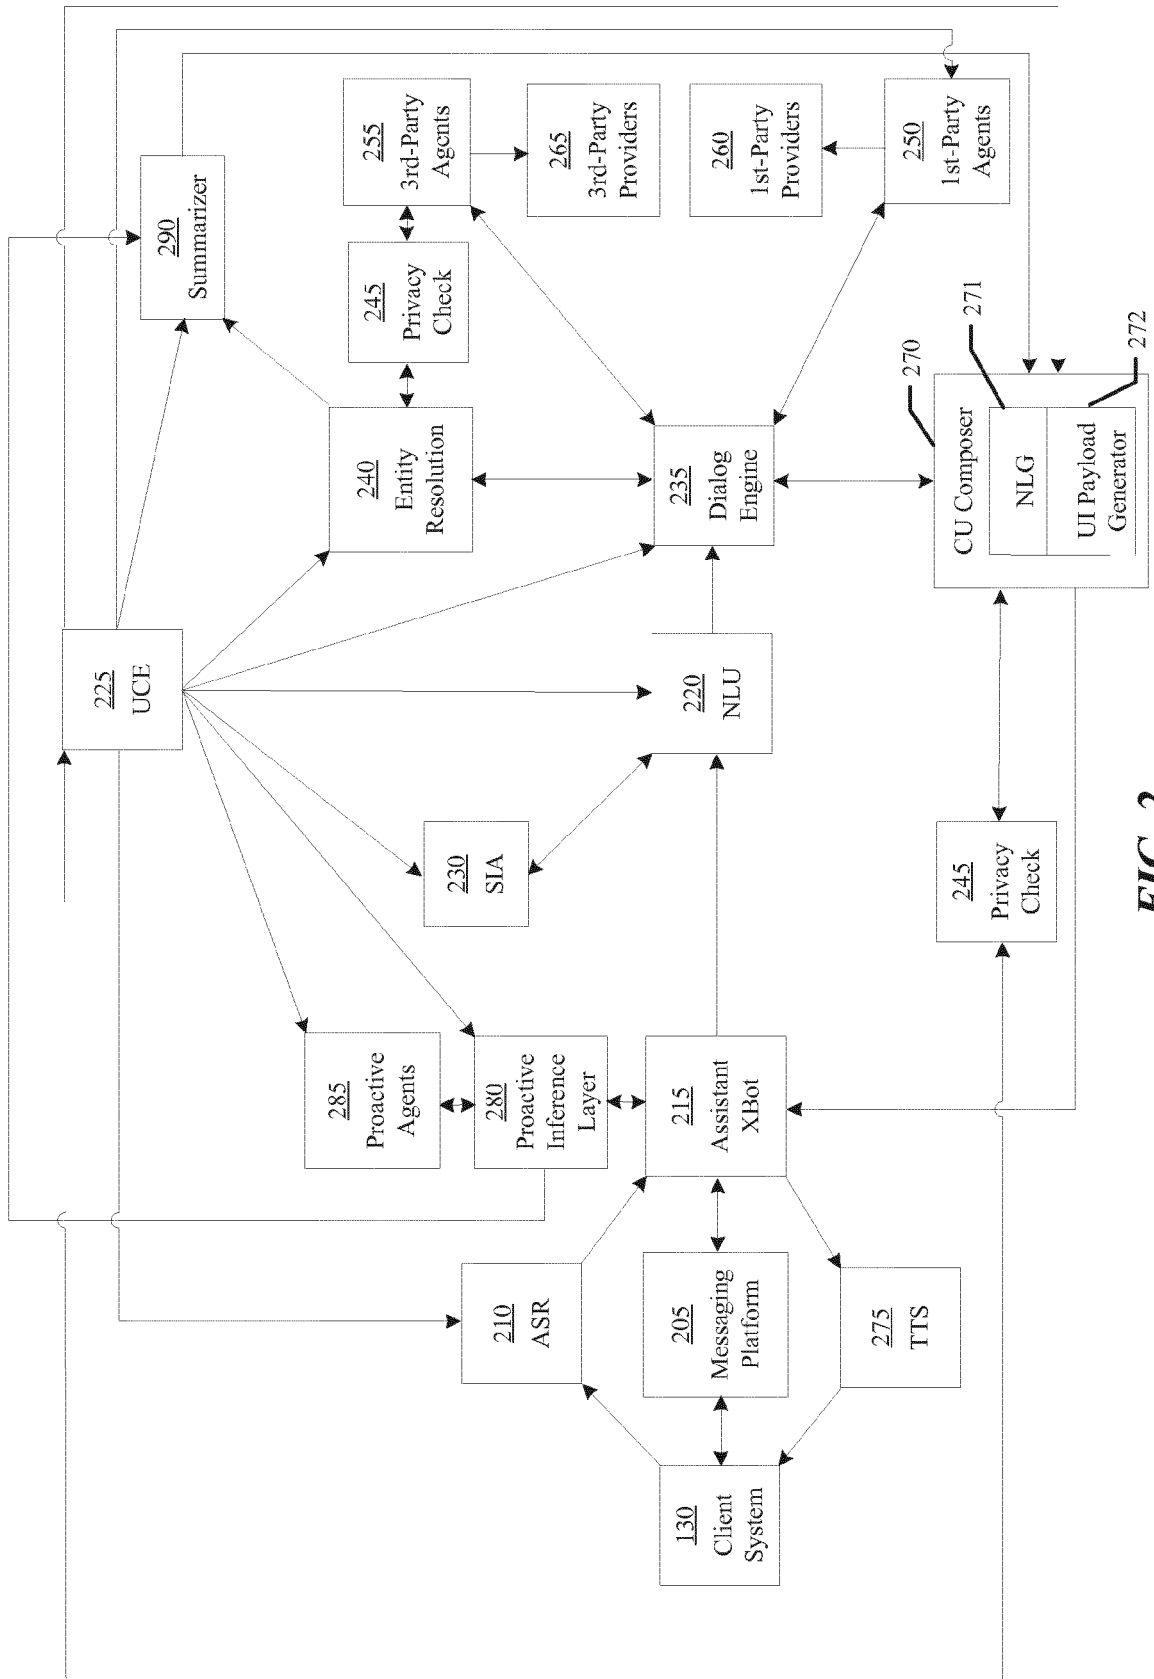 225
UCE
290
Summarizer
285
Proactive
Agents
240
Entity
Resolution
245
Privacy
Check
255
3rd-Party
Agents
210
ASR
280
Proactive
Inference
Layer
230
SIA
265
3rd-Party
Providers
130
Client
System
205
Messaging
Platform
215
Assistant
XBot
220
NLU
235
Dialog
Engine
260
1st-Party
Providers
275
TTS
250
1st-Party
Agents
245
Privacy
Check
270
CU Composer
271
NLG
272
UI Payload
Generator
FIG. 2